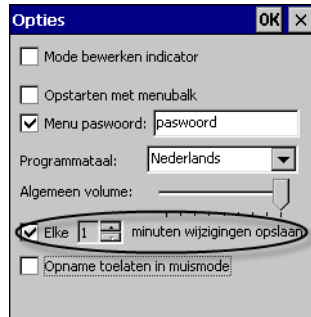 Opties OK
Mode bewerken indicator
Opstarten met menubalk
Menu paswoord: paswoord
Programmataal: Nederlands
Algemeen volume:
Elke 1 minuten wijzigingen opslaan
Opname toelaten in muismode